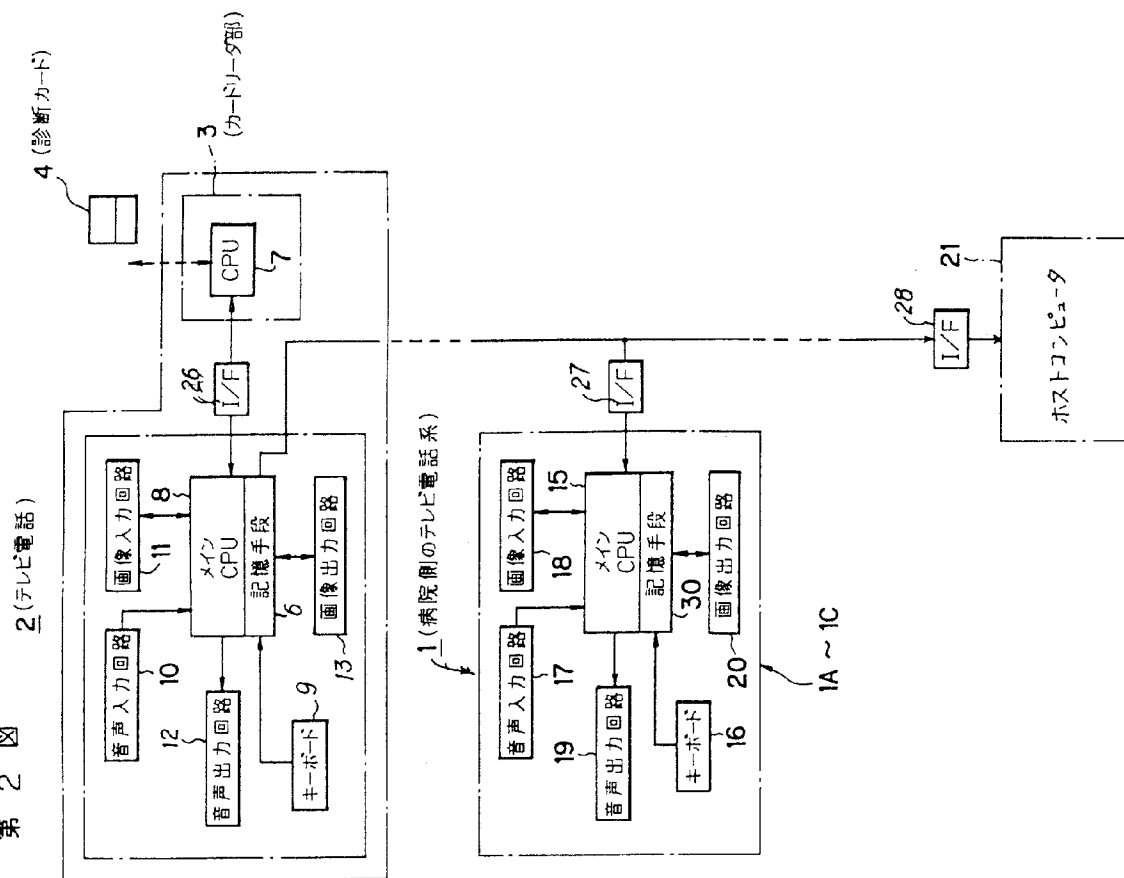 第 2 図
2 (テレビ電話)
4 (診断カード)
3
(カードリーダ部)
CPU
7
26
I/F
画像入力回路
11
8
音声入力回路
10
メイン
CPU
記憶手段
6
12
音声出力回路
画像出力回路
13
キーボード
9
1 (病院側のテレビ電話系)
27
I/F
画像入力回路
18
15
音声入力回路
17
メイン
CPU
記憶手段
30
19
音声出力回路
画像出力回路
20
キーボード
16
1A ~ 1C
28
I/F
21
ホストコンピュータ